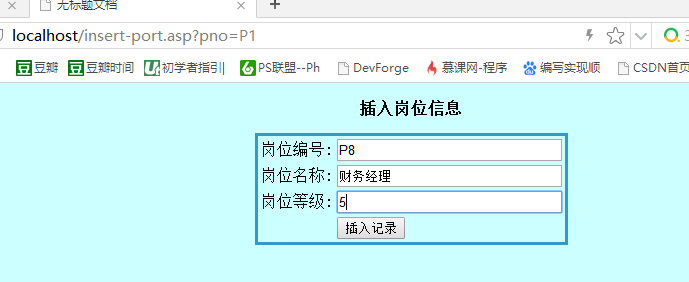 无标题文档
localhost/insert-port.asp?pno=P1
豆瓣 豆瓣时间 初学者指引 PS联盟--Ph DevForge 慕课网-程序 编写实现顺 CSDN首页
插入岗位信息
岗位编号: P8
岗位名称: 财务经理
岗位等级: 5
插入记录